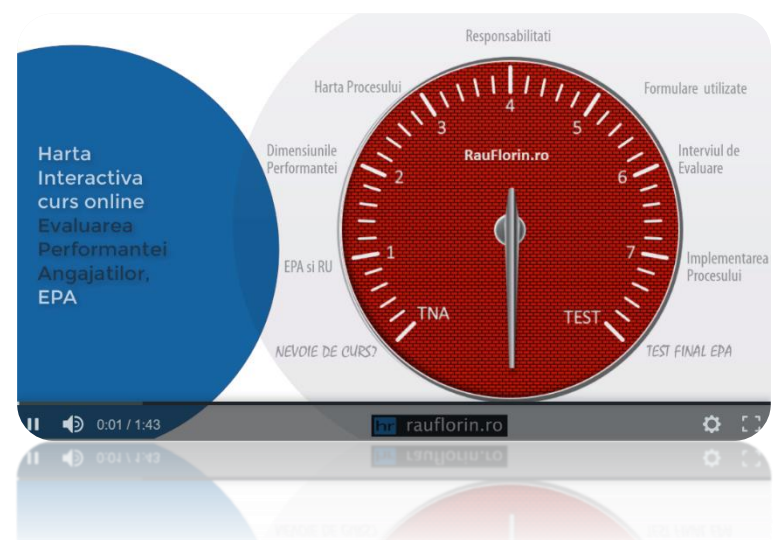 Harta
Interactiva
curs online
Evaluarea
Performantei
Angajatilor,
EPA
Responsabilitati
Harta Procesului
Formulare utilizate
Dimensiunile
Performantei
Interviul de
Evaluare
EPA si RU
Implementarea
Procesului
NEVOIE DE CURS?
TEST FINAL EPA
RauFlorin.ro
TNA
1
2
3
4
5
6
7
TEST
0:01 / 1:43
hr rauflorin.ro